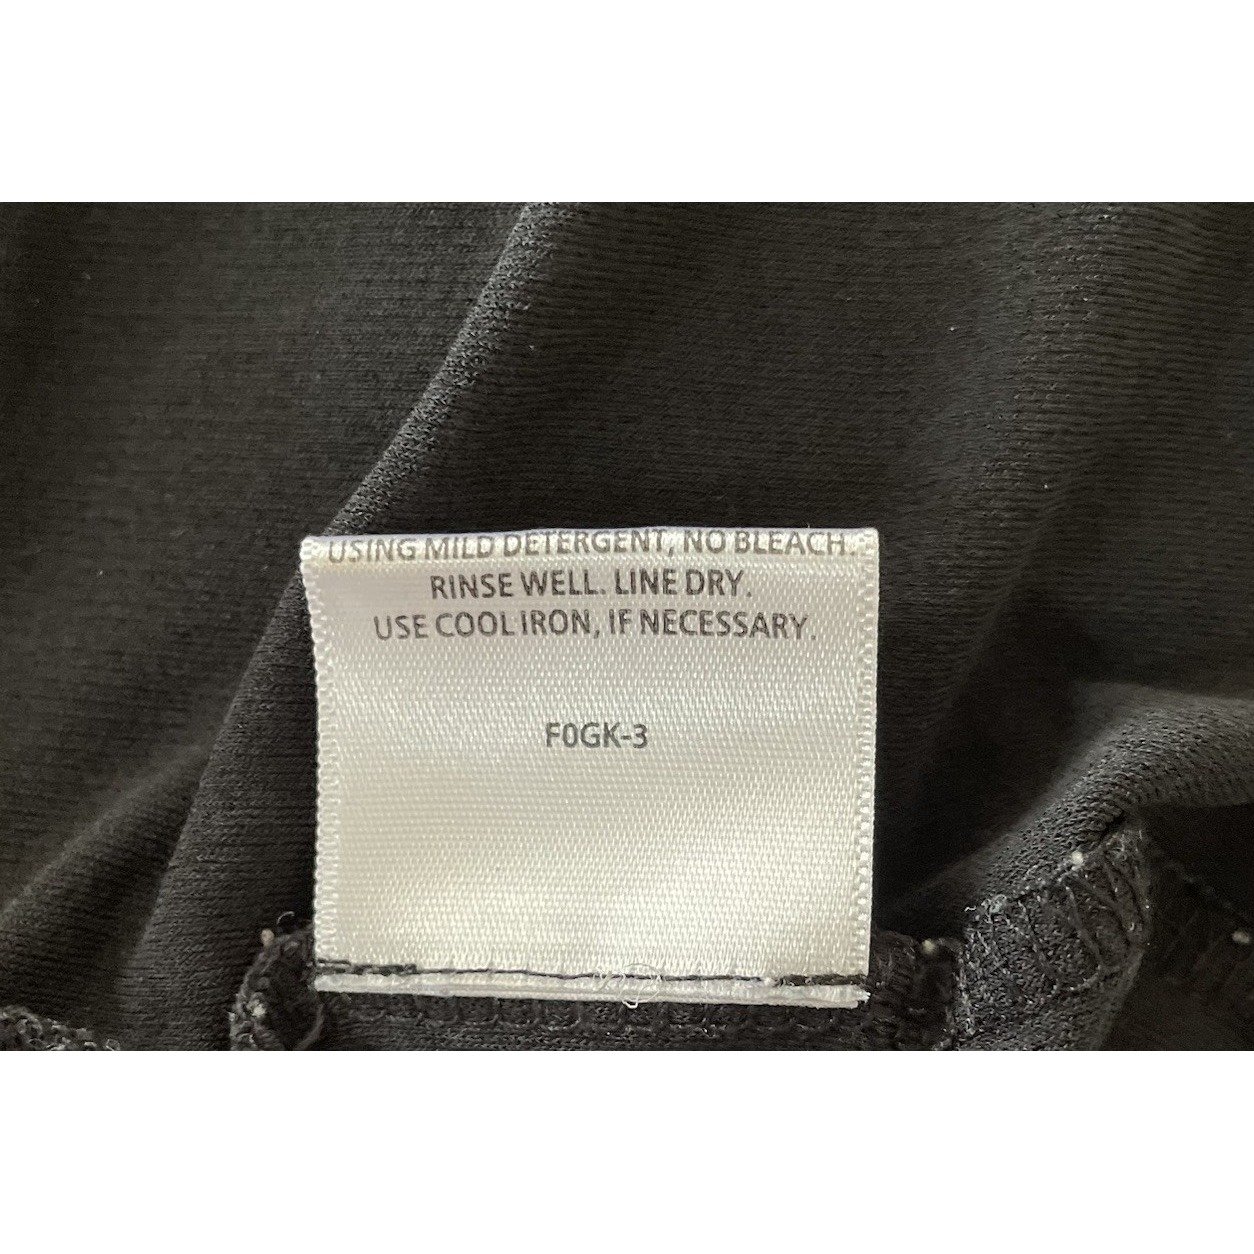 USING MILD DETERGENT, NO BLEACH.
RINSE WELL. LINE DRY.
USE COOL IRON, IF NECESSARY.
F0GK-3